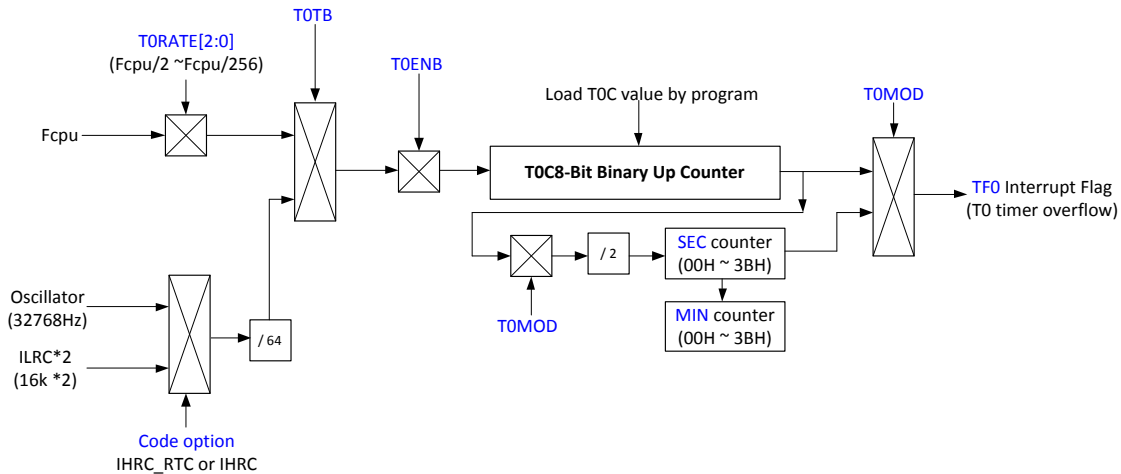 T0TB
T0RATE[2:0]
(Fcpu/2 ~Fcpu/256)
T0ENB
Load T0C value by program
T0MOD
Fcpu
T0C8-Bit Binary Up Counter
TF0 Interrupt Flag
(T0 timer overflow)
/ 2
SEC counter
(00H ~ 3BH)
T0MOD
MIN counter
(00H ~ 3BH)
Oscillator
(32768Hz)
/ 64
ILRC*2
(16k *2)
Code option
IHRC_RTC or IHRC